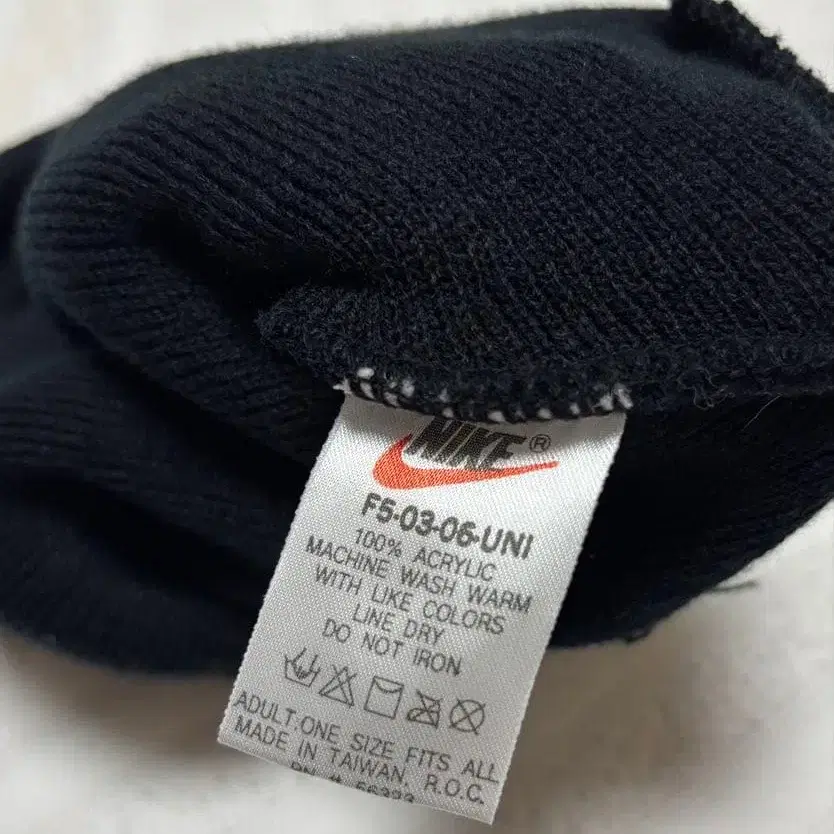 NIKE®
F5-03-06-UNI
100% ACRYLIC
MACHINE WASH WARM
WITH LIKE COLORS
LINE DRY
DO NOT IRON
ADULT.ONE SIZE FITS ALL
MADE IN TAIWAN, R.O.C.
RN #